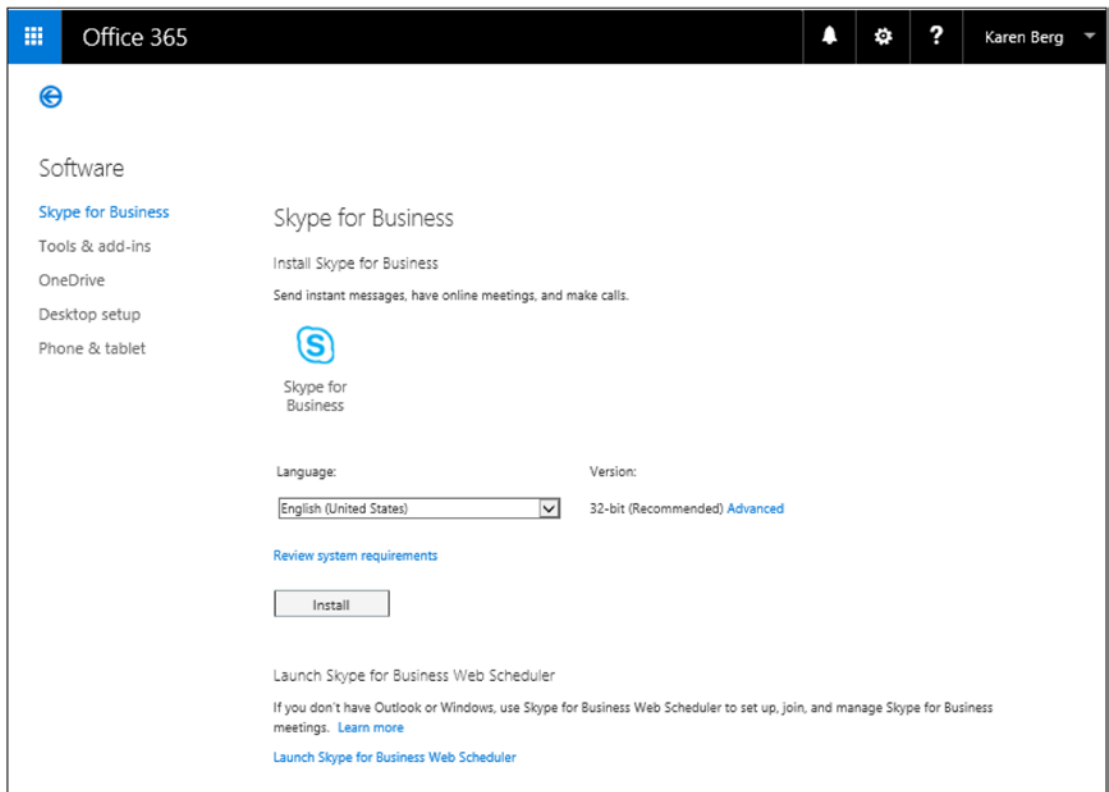 Office 365
?
Karen Berg
Software
Skype for Business
Tools & add-ins
OneDrive
Desktop setup
Phone & tablet
Skype for Business
Install Skype for Business
Send instant messages, have online meetings, and make calls.
S
Skype for
Business
Language:
Version:
English (United States)
32-bit (Recommended) Advanced
Review system requirements
Install
Launch Skype for Business Web Scheduler
If you don't have Outlook or Windows, use Skype for Business Web Scheduler to set up, join, and manage Skype for Business
meetings. Learn more
Launch Skype for Business Web Scheduler